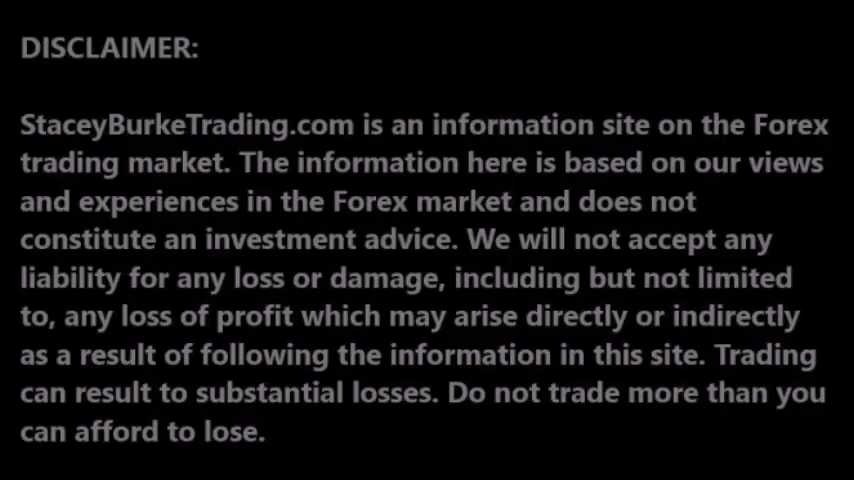 DISCLAIMER:
StaceyBurkeTrading.com is an information site on the Forex
trading market. The information here is based on our views
and experiences in the Forex market and does not
constitute an investment advice. We will not accept any
liability for any loss or damage, including but not limited
to, any loss of profit which may arise directly or indirectly
as a result of following the information in this site. Trading
can result to substantial losses. Do not trade more than you
can afford to lose.